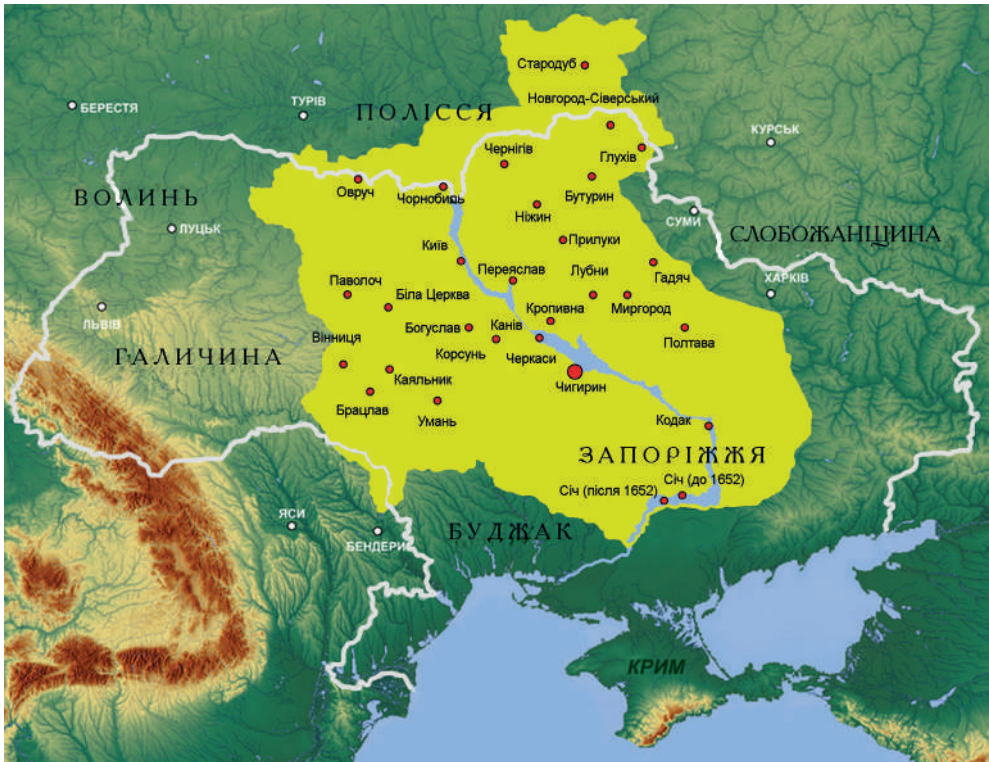 Стародуб
Новгород-Сіверський
БЕРЕСТЯ
ТУРІВ
ПОЛІССЯ
КУРСЬК
Чернігів
Глухів
Овруч
Чорнобиль
Бутурин
ВОЛИНЬ
Ніжин
СУМИ
ЛУЦЬК
СЛОБОЖАНЩИНА
Прилуки
Київ
Переяслав
Лубни
Гадяч
ХАРКІВ
Паволоч
Біла Церква
Кропивна
Миргород
ЛЬВІВ
Вінниця
Богуслав
Канів
Полтава
ГАЛИЧИНА
Корсунь
Черкаси
Каяльник
Чигирин
Брацлав
Умань
Кодак
ЗАПОРІЖЖЯ
Січ (до 1652)
Січ (після 1652)
ЯСИ
БУДЖАК
БЕНДЕРИ
КРИМ